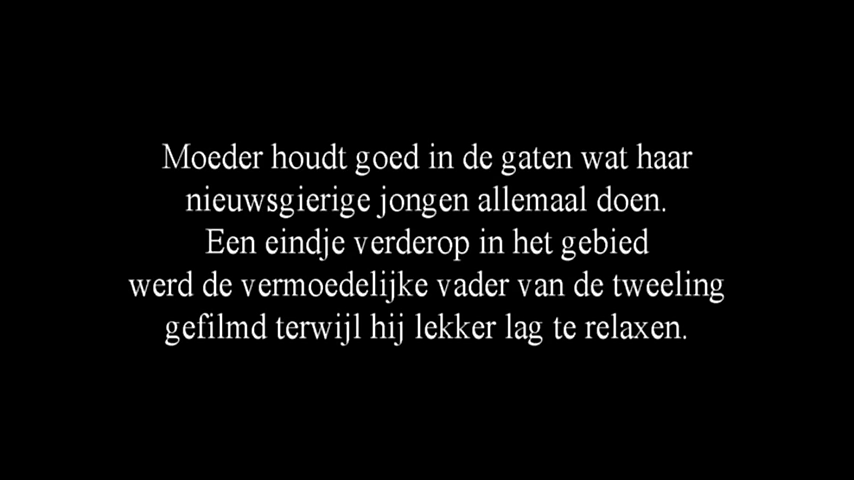 Moeder houdt goed in de gaten wat haar
nieuwsgierige jongen allemaal doen.
Een eindje verderop in het gebied
werd de vermoedelijke vader van de tweeling
gefilmd terwijl hij lekker lag te relaxen.